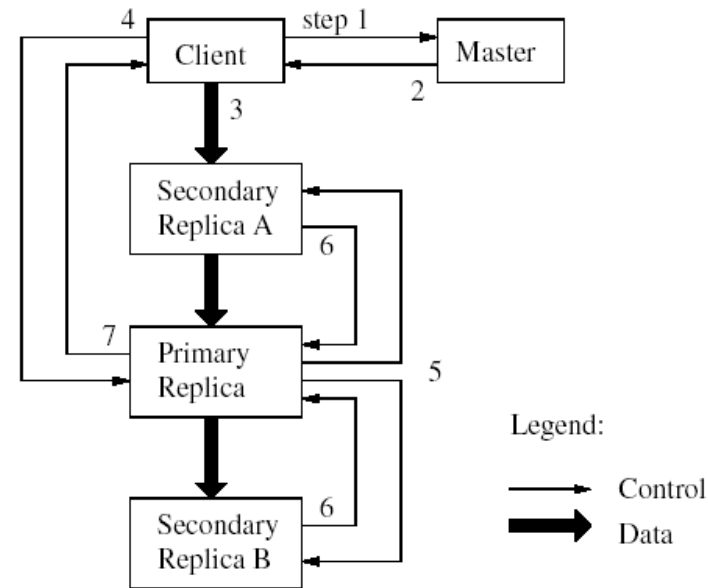 4
step 1
Client
Master
2
3
Secondary
Replica A
6
7
Primary
Replica
5
Legend:
Control
6
Secondary
Replica B
Data